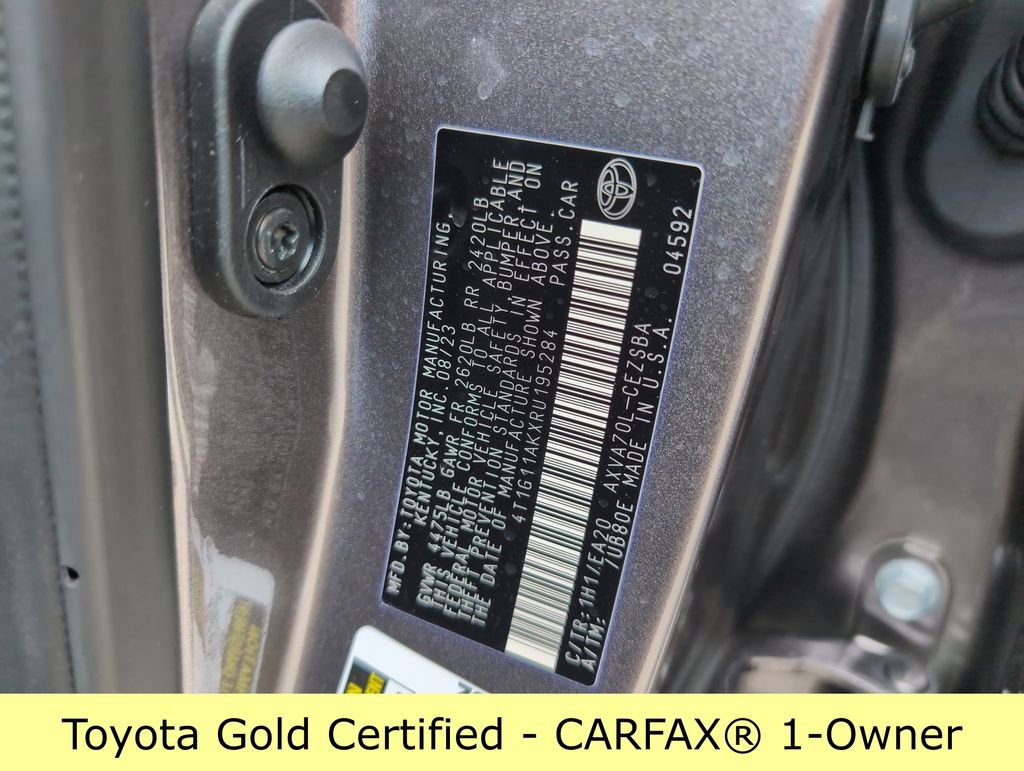 MFD. BY: TOYOTA MOTOR MANUFACTURING,
KENTUCKY, INC. 08/23
GVWR 4475LB GAWR FR 2620LB RR 2420LB
THIS VEHICLE CONFORMS TO ALL APPLICABLE
FEDERAL MOTOR VEHICLE SAFETY, BUMPER, AND
THEFT PREVENTION STANDARDS IN EFFECT ON
THE DATE OF MANUFACTURE SHOWN ABOVE.
4T1G11AKXRU195284 PASS.CAR
C/TR: 1H1/EA20 AXVA70L-CEZSBA
A/TM: UB80E MADE IN U.S.A. 04592
Toyota Gold Certified - CARFAX® 1-Owner